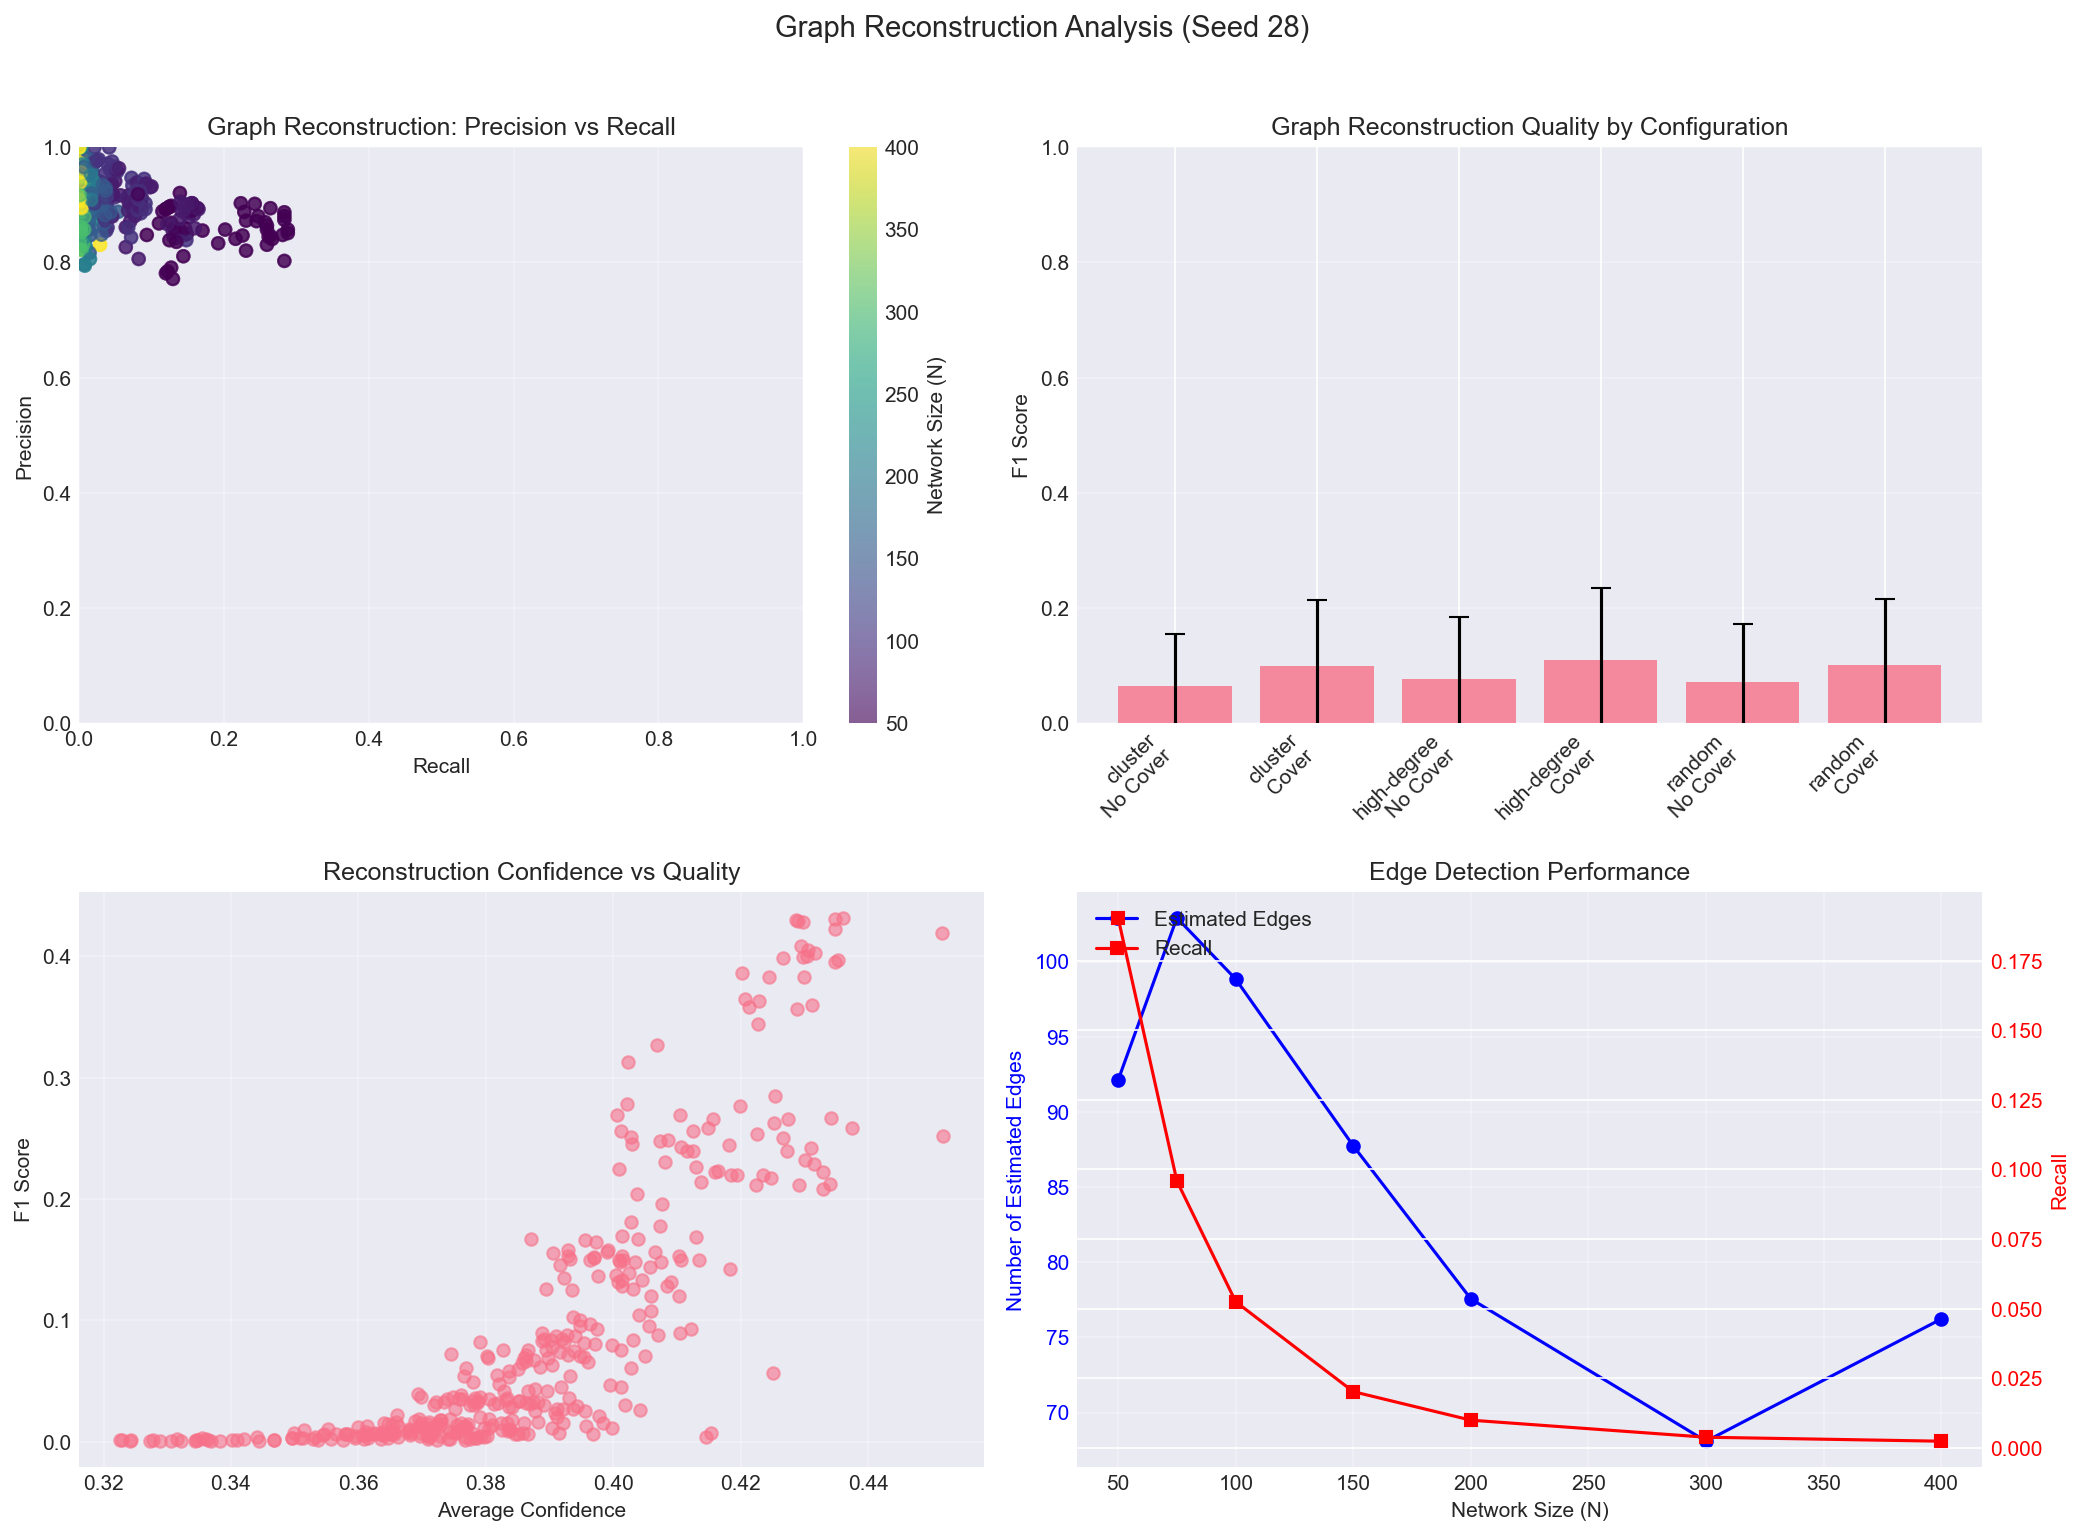 Graph Reconstruction Analysis (Seed 28)
Graph Reconstruction: Precision vs Recall
1.0
0.8
0.6
0.4
0.2
0.0
Precision
0.0
0.2
0.4
0.6
0.8
1.0
Recall
400
350
300
250
200
150
100
50
Network Size (N)
Graph Reconstruction Quality by Configuration
1.0
0.8
0.6
0.4
0.2
0.0
F1 Score
cluster
No Cover
cluster
Cover
high-degree
No Cover
high-degree
Cover
random
No Cover
random
Cover
Reconstruction Confidence vs Quality
0.4
0.3
0.2
0.1
0.0
F1 Score
0.32
0.34
0.36
0.38
0.40
0.42
0.44
Average Confidence
Edge Detection Performance
Estimated Edges
Recall
100
95
90
85
80
75
70
Number of Estimated Edges
0.175
0.150
0.125
0.100
0.075
0.050
0.025
0.000
Recall
50
100
150
200
250
300
350
400
Network Size (N)